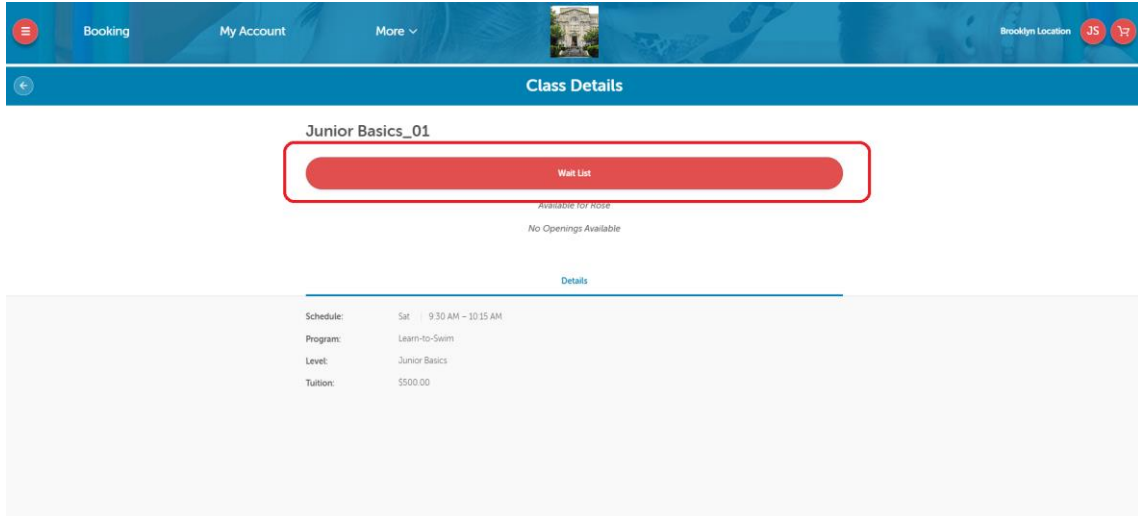 Booking My Account More Brooklyn Location JS
Class Details
Junior Basics_01
Wait List
Available for Rose
No Openings Available
Details
Schedule: Sat | 9:30 AM – 10:15 AM
Program: Learn-to-Swim
Level: Junior Basics
Tuition: $500.00